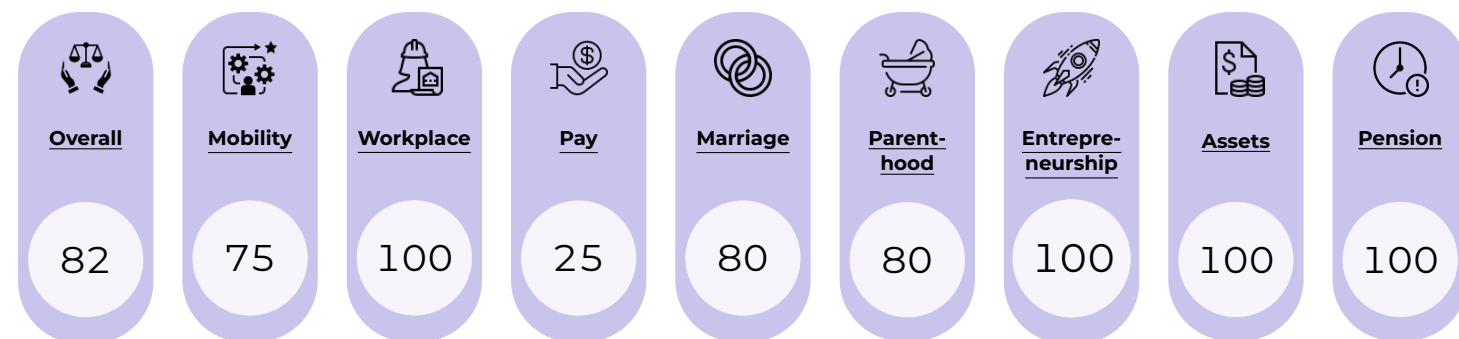 Overall
82
Mobility
75
Workplace
100
Pay
25
Marriage
80
Parent-
hood
80
Entrepre-
neurship
100
Assets
100
Pension
100